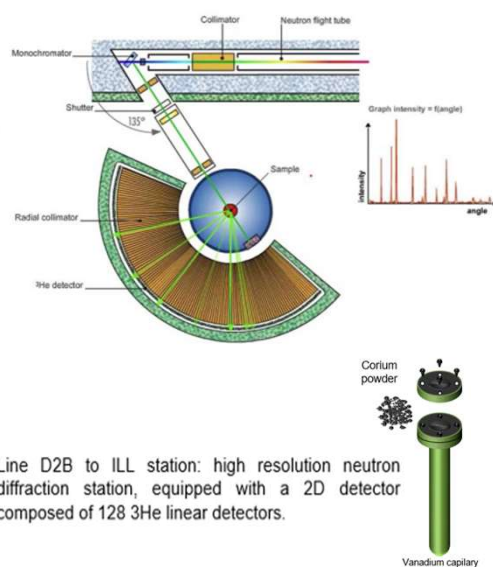 Collimator
Neutron flight tube
Monochromator
Shutter
135°
Graph intensity = f(angle)
intensity
angle
Sample
Radial collimator
³He detector
Corium
powder
Line D2B to ILL station: high resolution neutron
diffraction station, equipped with a 2D detector
composed of 128 3He linear detectors.
Vanadium capilary